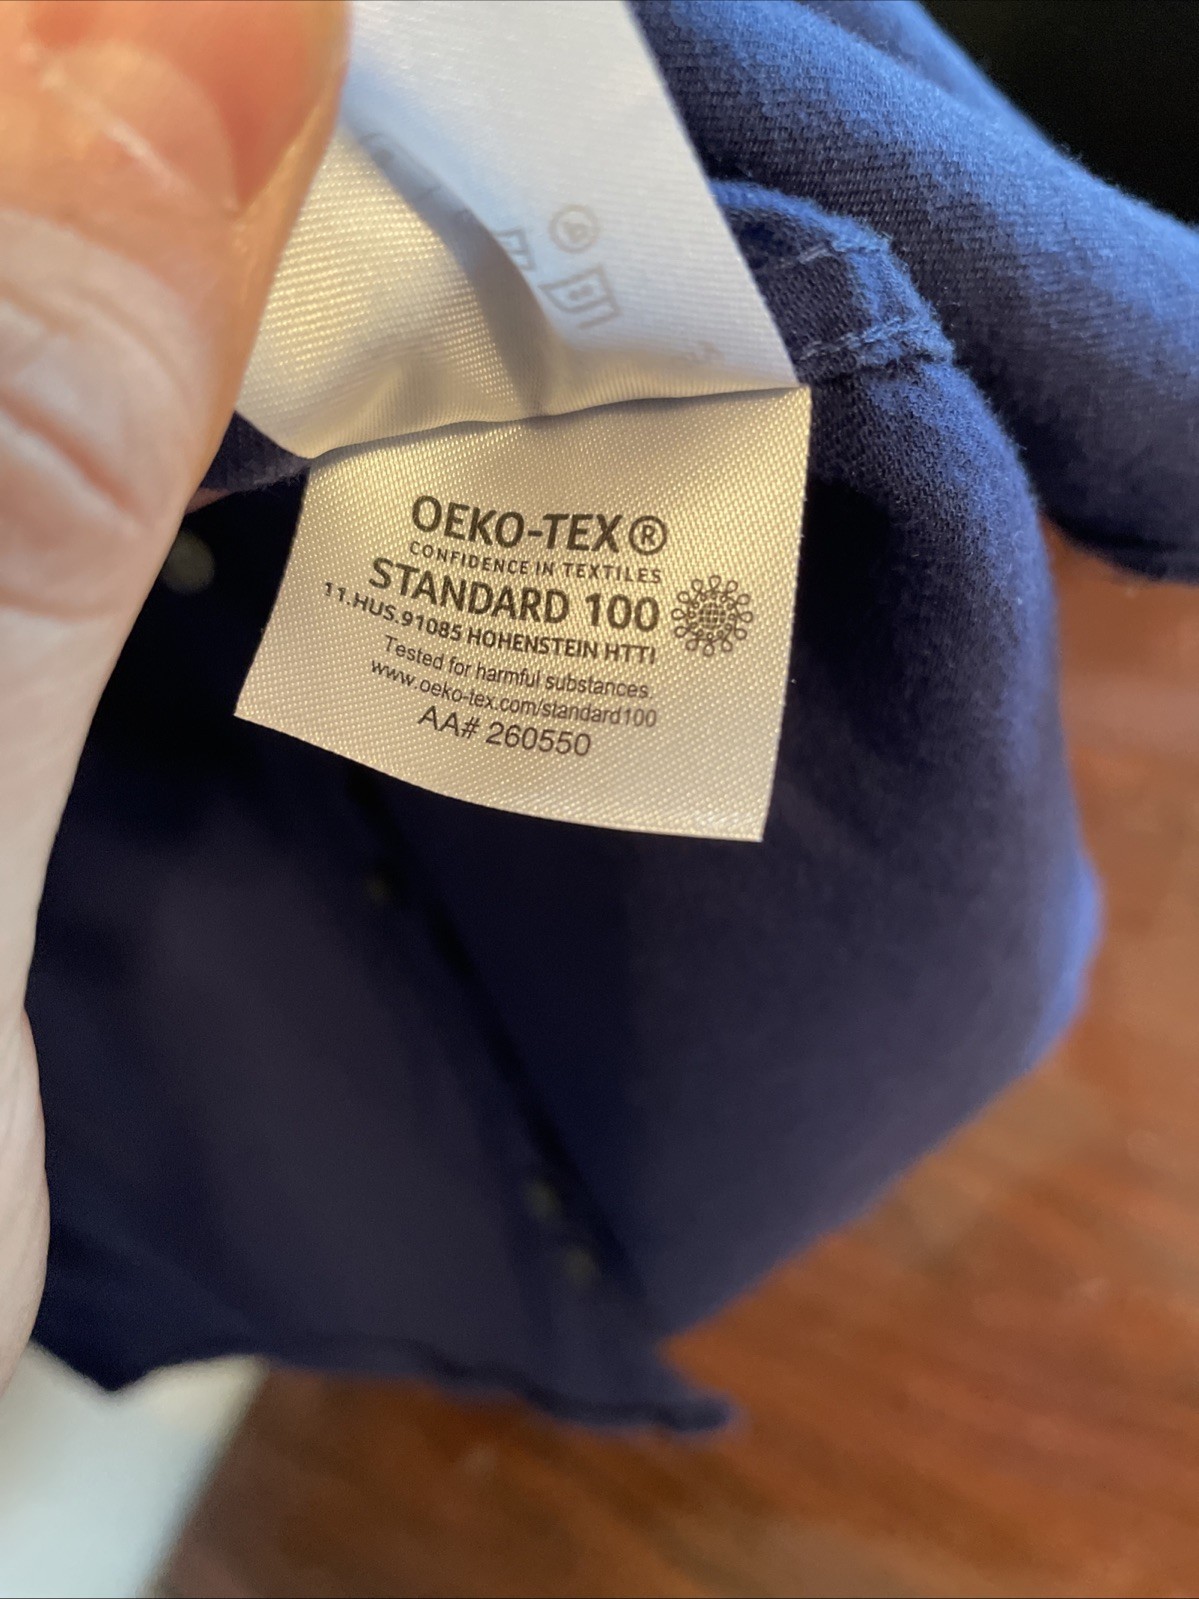 OEKO-TEX®
CONFIDENCE IN TEXTILES
STANDARD 100
11.HUS.91085 HOHENSTEIN HTTI
Tested for harmful substances
www.oeko-tex.com/standard100
AA# 260550